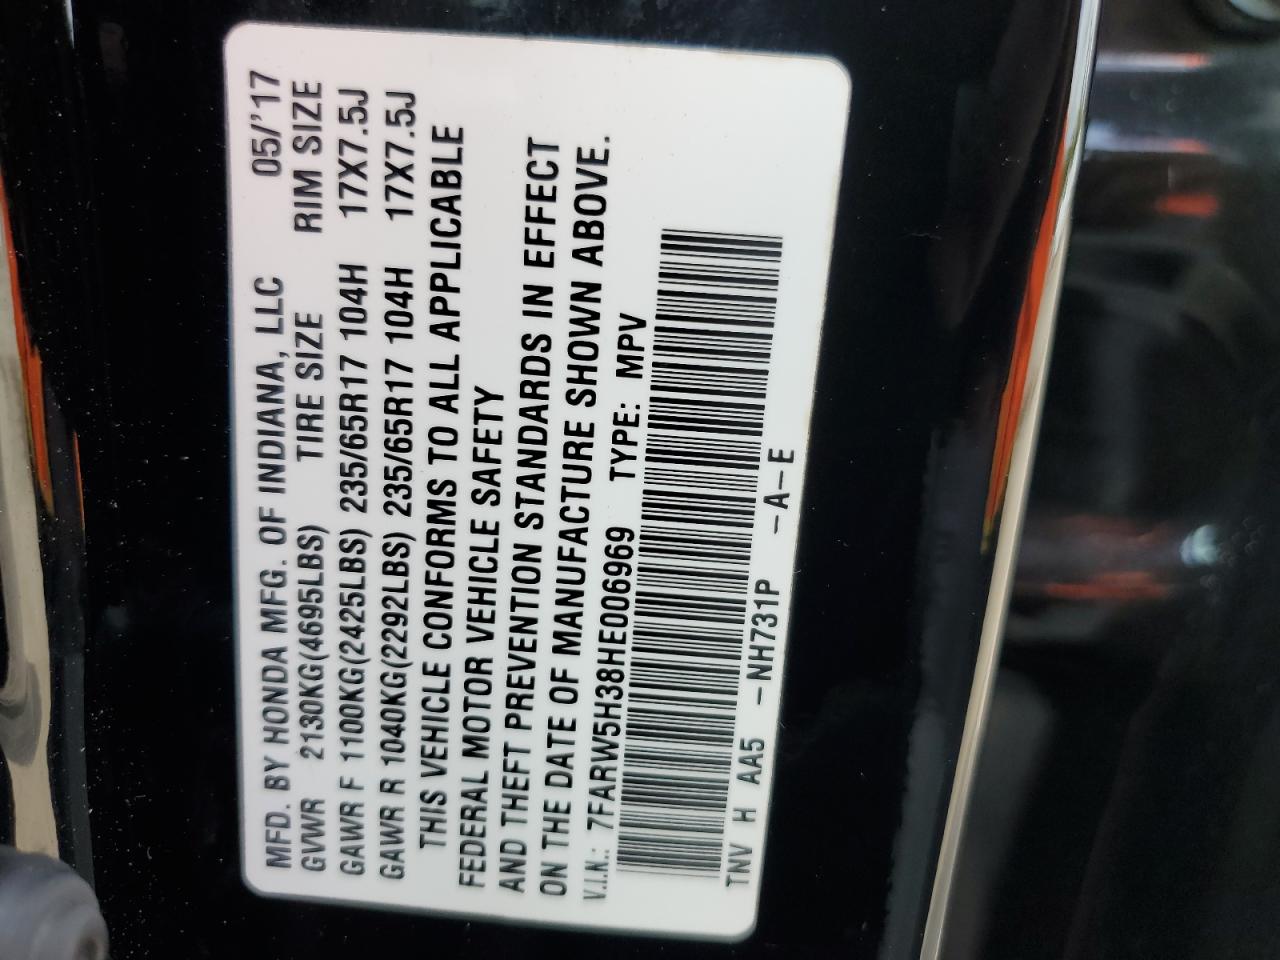 MFD. BY HONDA MFG. OF INDIANA, LLC 05/'17
GVWR 2130KG(4695LBS) TIRE SIZE RIM SIZE
GAWR F 1100KG(2425LBS) 235/65R17 104H 17X7.5J
GAWR R 1040KG(2292LBS) 235/65R17 104H 17X7.5J
THIS VEHICLE CONFORMS TO ALL APPLICABLE
FEDERAL MOTOR VEHICLE SAFETY
AND THEFT PREVENTION STANDARDS IN EFFECT
ON THE DATE OF MANUFACTURE SHOWN ABOVE.
V.I.N.: 7FARW5H38HE006969 TYPE: MPV
TNV H AA5 -NH731P -A-E